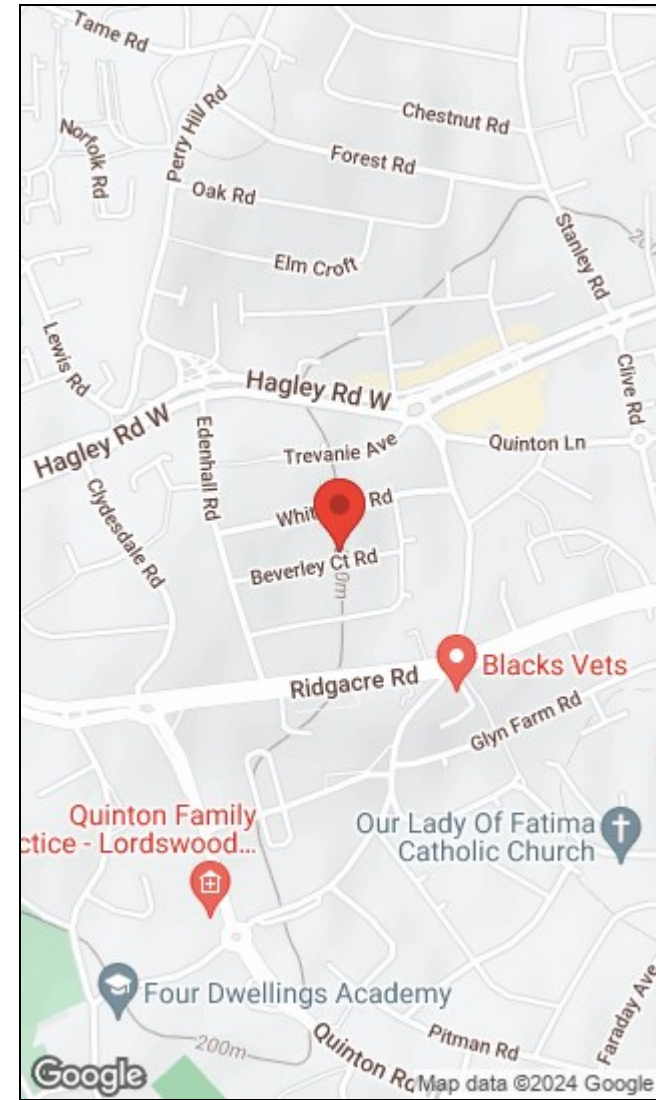 Tame Rd
Perry Hill Rd
Norfolk Rd
Chestnut Rd
Forest Rd
Oak Rd
Elm Croft
Stanley Rd
Lewis Rd
Hagley Rd W
Clive Rd
Hagley Rd W
Trevanie Ave
Quinton Ln
Edenhall Rd
Clydesdale Rd
Rd
Beverley Ct Rd
Ridgacre Rd
Blacks Vets
Glyn Farm Rd
Quinton Family
ctice - Lordswood...
Our Lady Of Fatima
Catholic Church
Four Dwellings Academy
200m
Quinton
Pitman Rd
Faraday Ave
Google
Map data ©2024 Google